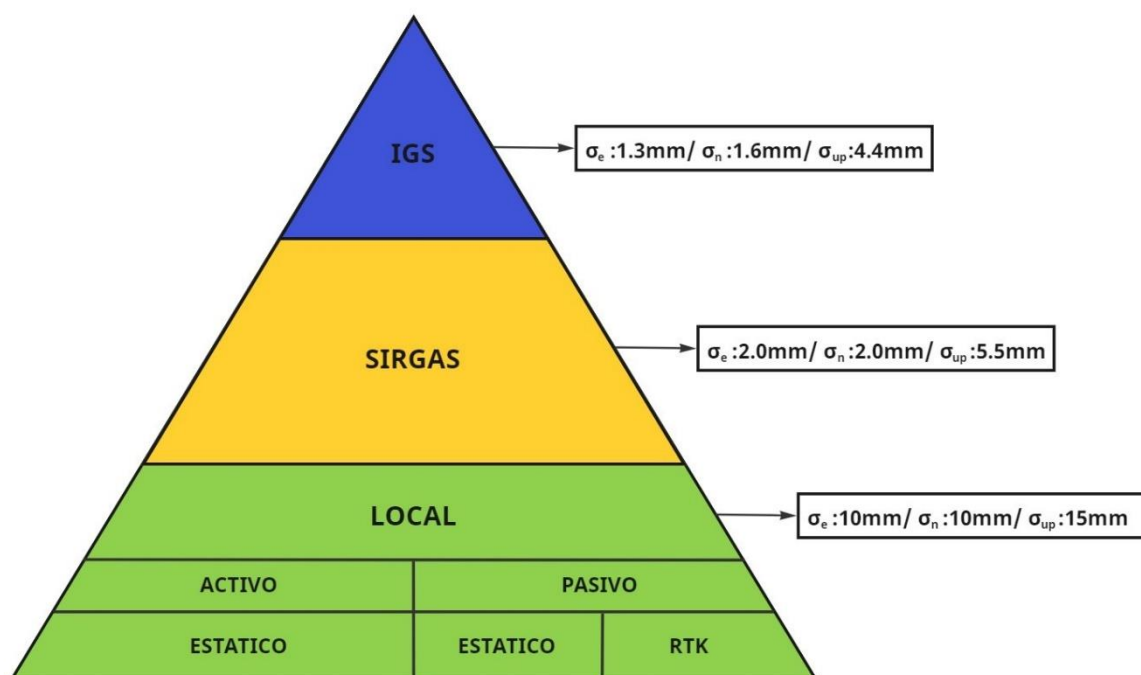 IGS
σe :1.3mm/ σn :1.6mm/ σup:4.4mm
SIRGAS
σe :2.0mm/ σn :2.0mm/ σup:5.5mm
LOCAL
σe :10mm/ σn :10mm/ σup:15mm
ACTIVO PASIVO
ESTATICO ESTATICO RTK